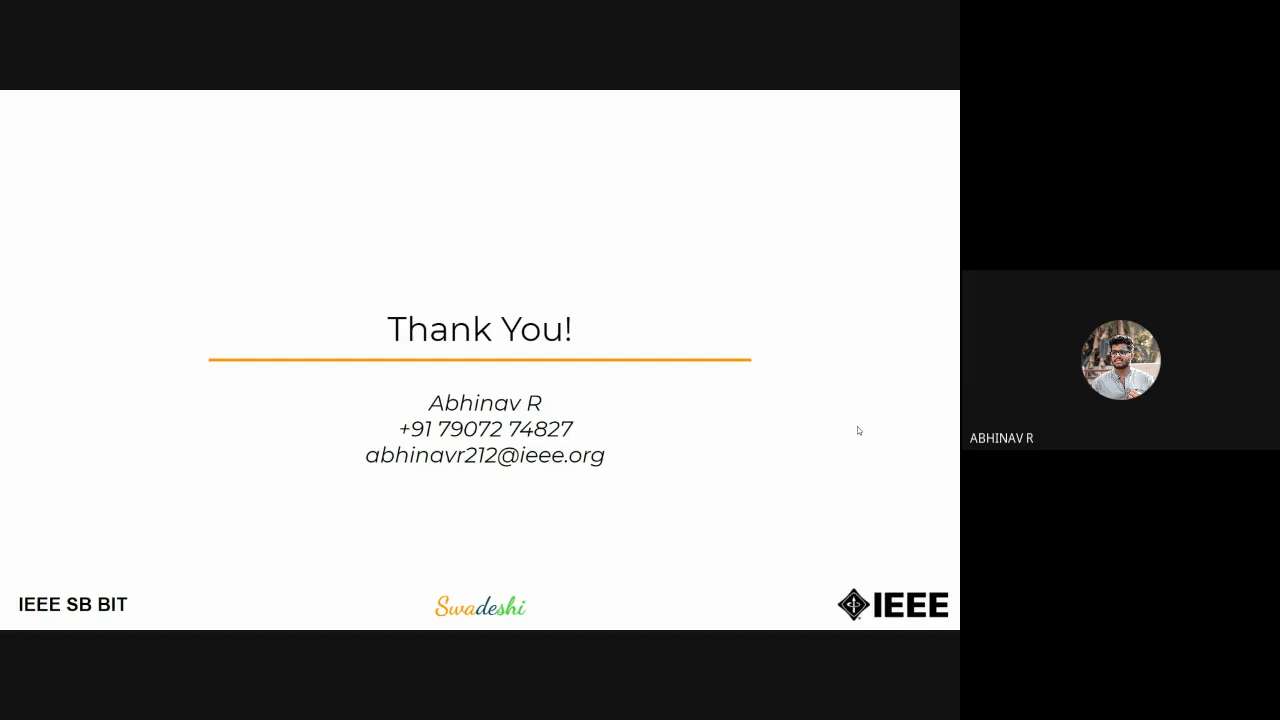 Thank You!
Abhinav R
+91 79072 74827
abhinavr212@ieee.org
ABHINAV R
IEEE SB BIT
Swadeshi
IEEE